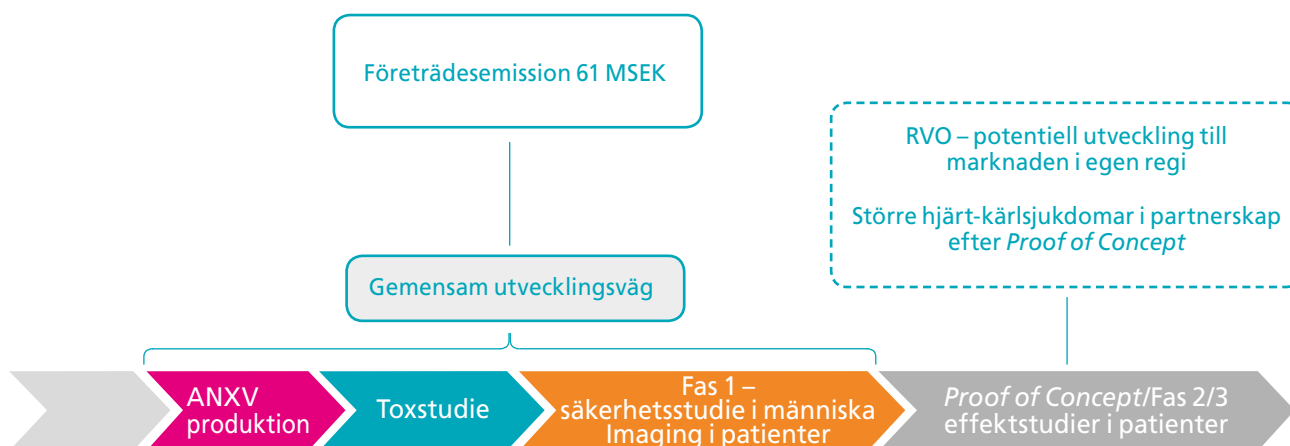 Företrädesemission 61 MSEK
RVO – potentiell utveckling till
marknaden i egen regi
Större hjärt-kärlsjukdomar i partnerskap
efter Proof of Concept
Gemensam utvecklingsväg
ANXV
produktion
Toxstudie
Fas 1 –
säkerhetsstudie i människa
Imaging i patienter
Proof of Concept/Fas 2/3
effektstudier i patienter